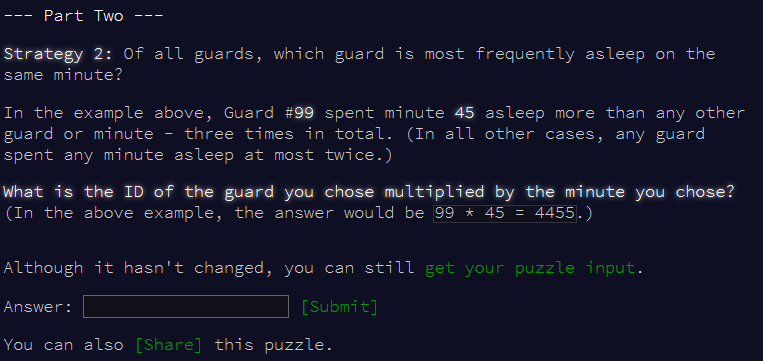 --- Part Two ---
Strategy 2: Of all guards, which guard is most frequently asleep on the
same minute?
In the example above, Guard #99 spent minute 45 asleep more than any other
guard or minute - three times in total. (In all other cases, any guard
spent any minute asleep at most twice.)
What is the ID of the guard you chose multiplied by the minute you chose?
(In the above example, the answer would be 99 * 45 = 4455.)
Although it hasn't changed, you can still get your puzzle input.
Answer: [Submit]
You can also [Share] this puzzle.